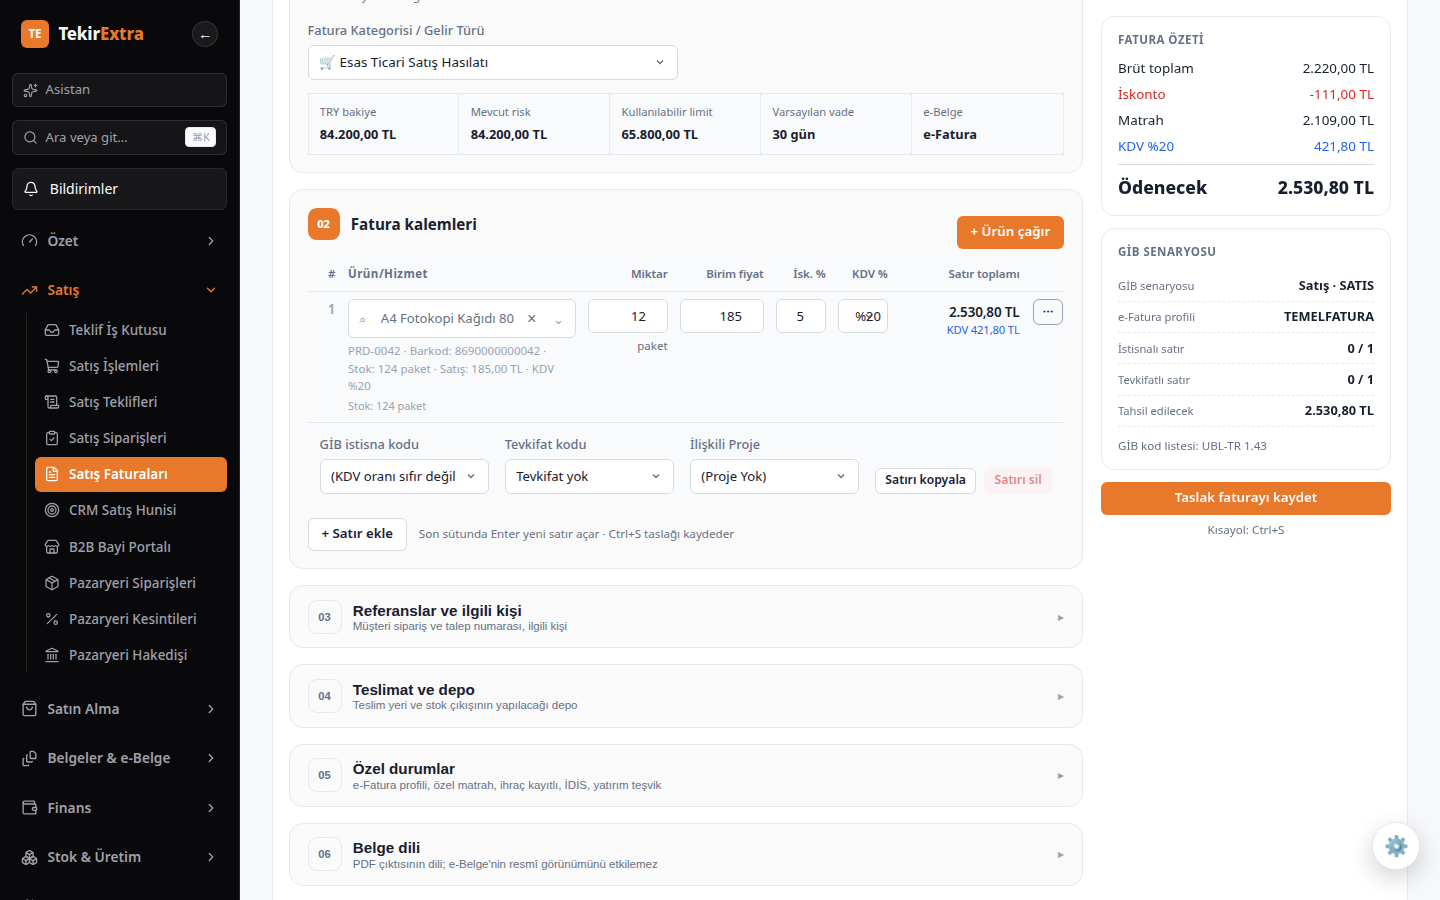 TE TekirExtra ←
Asistan
Ara veya git... ⌘K
Bildirimler
Özet
Satış
Teklif İş Kutusu
Satış İşlemleri
Satış Teklifleri
Satış Siparişleri
Satış Faturaları
CRM Satış Hunisi
B2B Bayi Portalı
Pazaryeri Siparişleri
Pazaryeri Kesintileri
Pazaryeri Hakedişi
Satın Alma
Belgeler & e-Belge
Finans
Stok & Üretim
Fatura Kategorisi / Gelir Türü
🛒 Esas Ticari Satış Hasılatı
TRY bakiye Mevcut risk Kullanılabilir limit Varsayılan vade e-Belge
84.200,00 TL 84.200,00 TL 65.800,00 TL 30 gün e-Fatura
02 Fatura kalemleri
+ Ürün çağır
# Ürün/Hizmet Miktar Birim fiyat İsk. % KDV % Satır toplamı
1 A4 Fotokopi Kağıdı 80 × 12 185 5 %20 2.530,80 TL ···
KDV 421,80 TL
paket
PRD-0042 · Barkod: 8690000000042 ·
Stok: 124 paket · Satış: 185,00 TL · KDV
%20
Stok: 124 paket
GİB istisna kodu Tevkifat kodu İlişkili Proje
(KDV oranı sıfır değil Tevkifat yok (Proje Yok) Satırı kopyala Satırı sil
+ Satır ekle Son sütunda Enter yeni satır açar · Ctrl+S taslağı kaydeder
03 Referanslar ve ilgili kişi
Müşteri sipariş ve talep numarası, ilgili kişi
04 Teslimat ve depo
Teslim yeri ve stok çıkışının yapılacağı depo
05 Özel durumlar
e-Fatura profili, özel matrah, ihraç kayıtlı, İDİS, yatırım teşvik
06 Belge dili
PDF çıktısının dili; e-Belge'nin resmî görünümünü etkilemez
FATURA ÖZETİ
Brüt toplam 2.220,00 TL
İskonto -111,00 TL
Matrah 2.109,00 TL
KDV %20 421,80 TL
Ödenecek 2.530,80 TL
GİB SENARYOSU
GİB senaryosu Satış · SATIS
e-Fatura profili TEMELFATURA
İstisnalı satır 0 / 1
Tevkifatlı satır 0 / 1
Tahsil edilecek 2.530,80 TL
GİB kod listesi: UBL-TR 1.43
Taslak faturayı kaydet
Kısayol: Ctrl+S